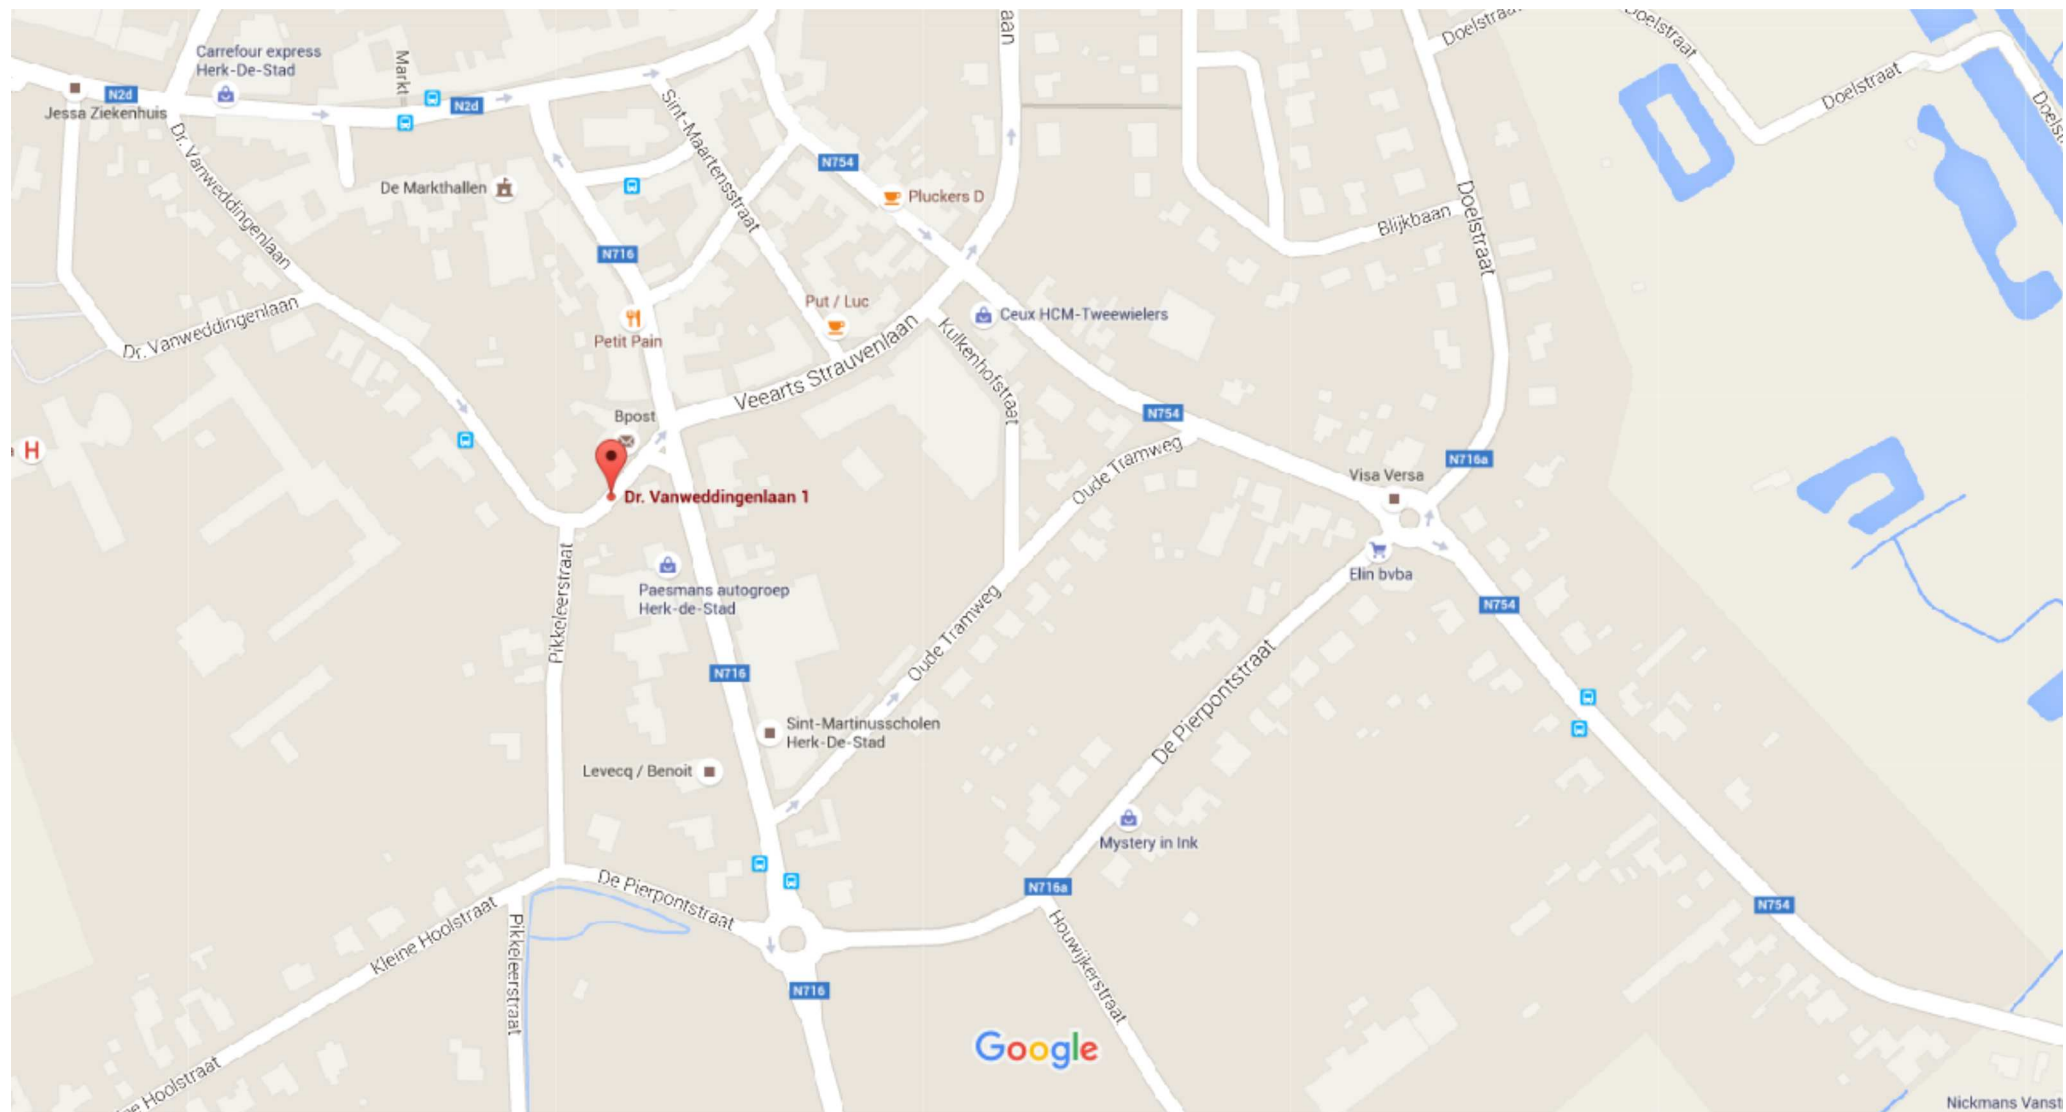 Carrefour express
Herk-De-Stad
Markt
aan
Doelstraat
Doelstraat
Doelstraat
N2d
N2d
Jessa Ziekenhuis
Dr. Vanweddingenlaan
Sint-Maartensstraat
N754
De Markthallen
Pluckers D
Doelstraat
Blijkbaan
N716
Put / Luc
Ceux HCM-Tweewielers
Dr. Vanweddingenlaan
Petit Pain
Veearts Strauvenlaan
Kuikenhofstraat
Bpost
N754
H
Oude Tramweg
N716a
Visa Versa
Dr. Vanweddingenlaan 1
Pikkeleerstraat
Paesmans autogroep
Herk-de-Stad
Elin bvba
N754
Oude Tramweg
N716
De Pierpontstraat
Sint-Martinusscholen
Herk-De-Stad
Levecq / Benoit
Mystery in Ink
De Pierpontstraat
N716a
N754
Kleine Hoolstraat
Pikkeleerstraat
Houwijkerstraat
N716
Google
ne Hoolstraat
Nickmans Vanst